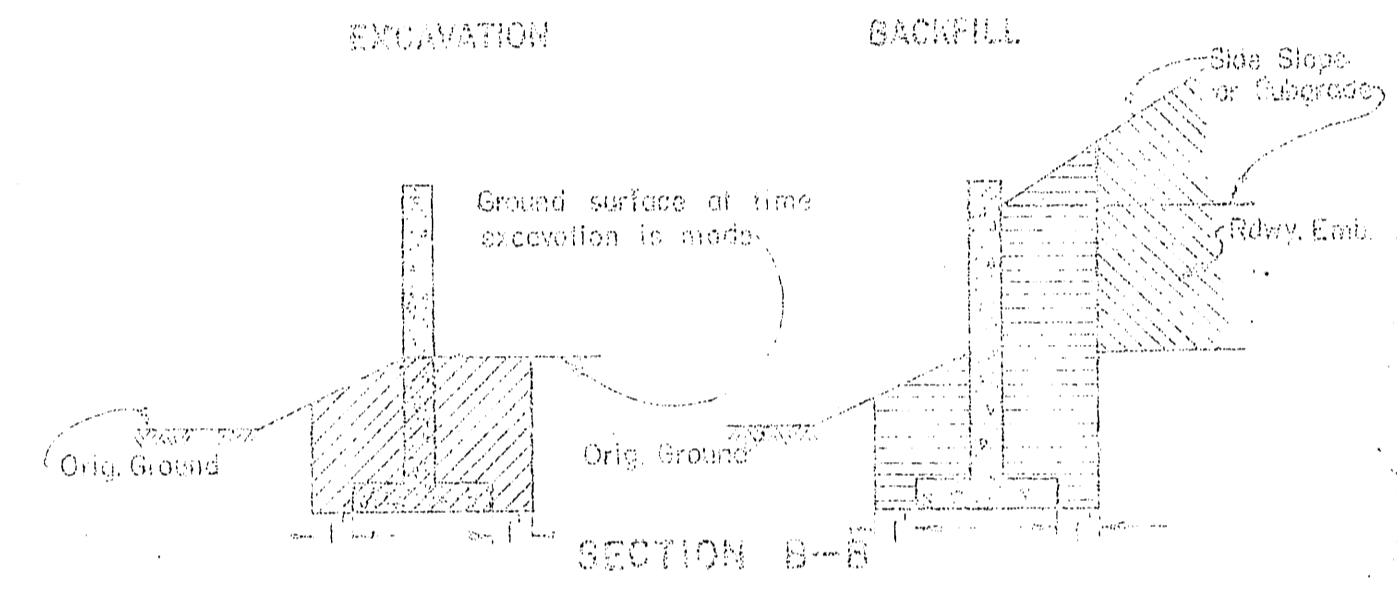 EXCAVATION
BACKFILL
Side Slope
or Subgrade
Ground surface at time
excavation is made
Rdwy. Emb.
Orig. Ground
Orig. Ground
SECTION B-B